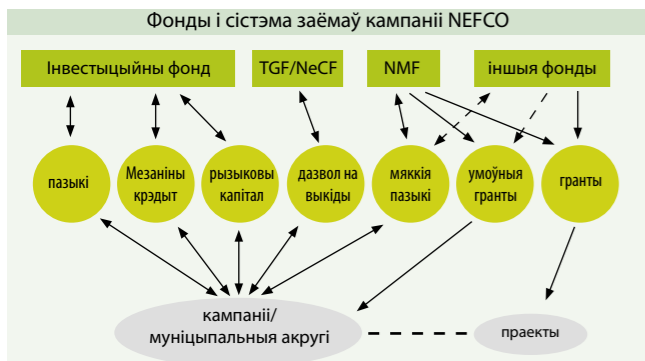 Фонды і сістэма заёмаў кампаніі NEFCO
Інвестыцыйны фонд
TGF/NeCF
NMF
іншыя фонды
пазыкі
Мезаніны
крэдыт
рызыковы
капітал
дазвол на
выкіды
мяккія
пазыкі
умоўныя
гранты
гранты
кампаніі/
муніцыпальныя акругі
праекты